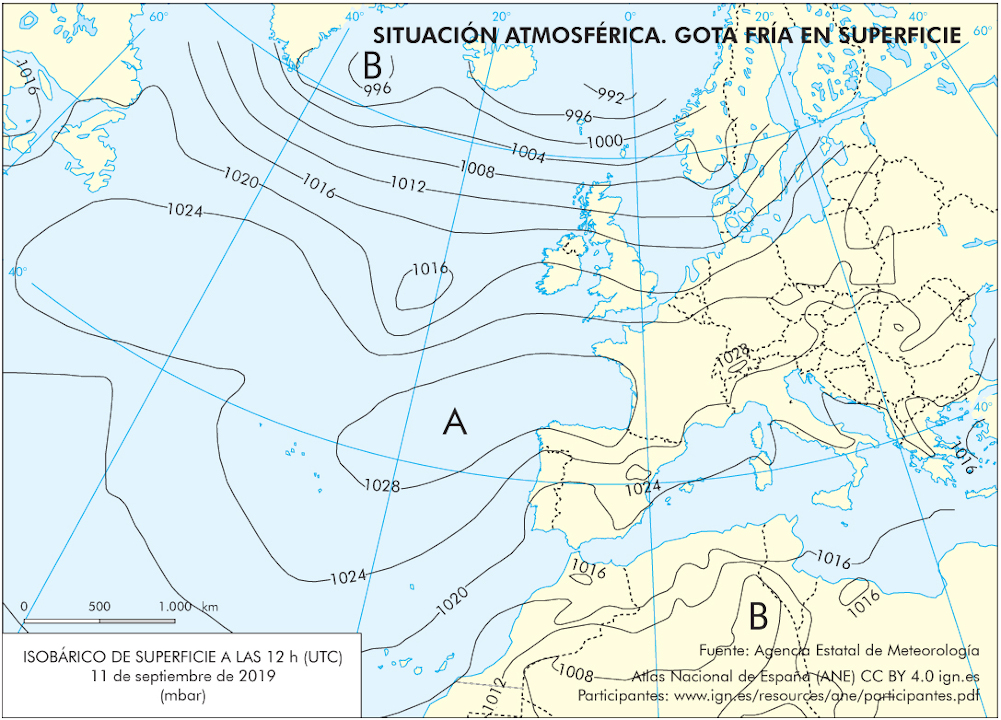 SITUACIÓN ATMOSFÉRICA. GOTA FRÍA EN SUPERFICIE
60° 40° 20° 0° 20° 40° 60°
B
996
992
1016
996
1000
1004
1008
1012
1016
1020
1024
1016
40°
1028
A
40°
1016
1028
1024
1024
1016
1016
1020
1016
B
1008
1012
0 500 1.000 km
ISOBÁRICO DE SUPERFICIE A LAS 12 h (UTC)
11 de septiembre de 2019
(mbar)
Fuente: Agencia Estatal de Meteorología
Atlas Nacional de España (ANE) CC BY 4.0 ign.es
Participantes: www.ign.es/resources/ane/participantes.pdf